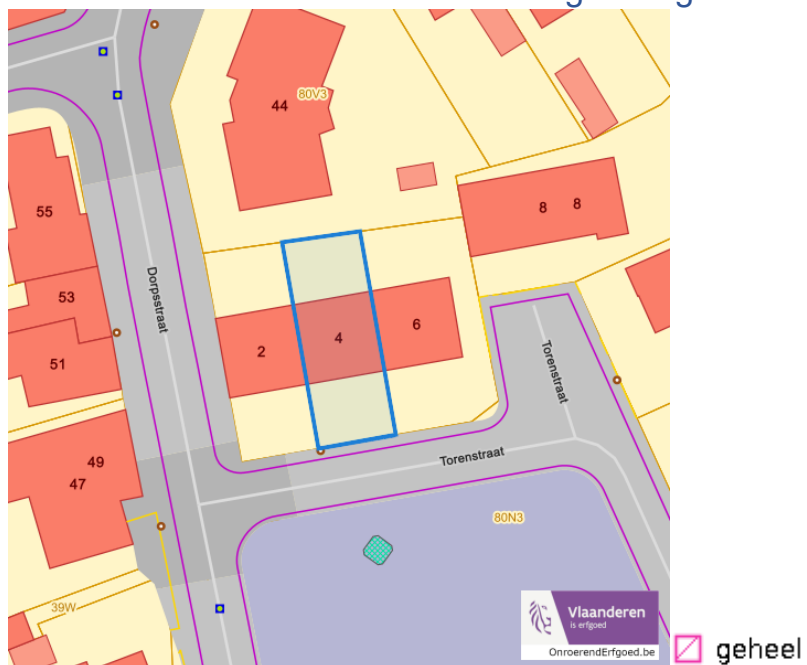 44
80V3
55
8 8
Dorpsstraat
53
6
4
2
51
Torenstraat
Torenstraat
49
47
80N3
39W
Vlaanderen
is erfgoed
OnroerendErfgoed.be
geheel